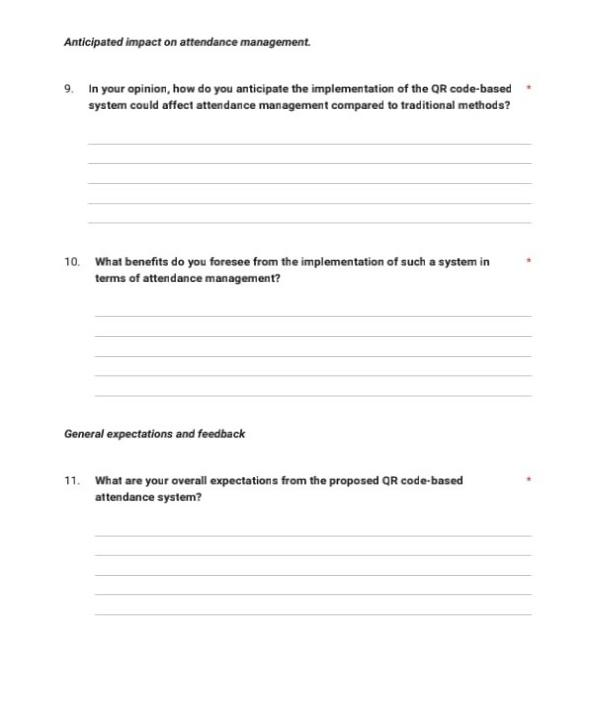 Anticipated impact on attendance management.
9. In your opinion, how do you anticipate the implementation of the QR code-based *
system could affect attendance management compared to traditional methods?
10. What benefits do you foresee from the implementation of such a system in *
terms of attendance management?
General expectations and feedback
11. What are your overall expectations from the proposed QR code-based *
attendance system?